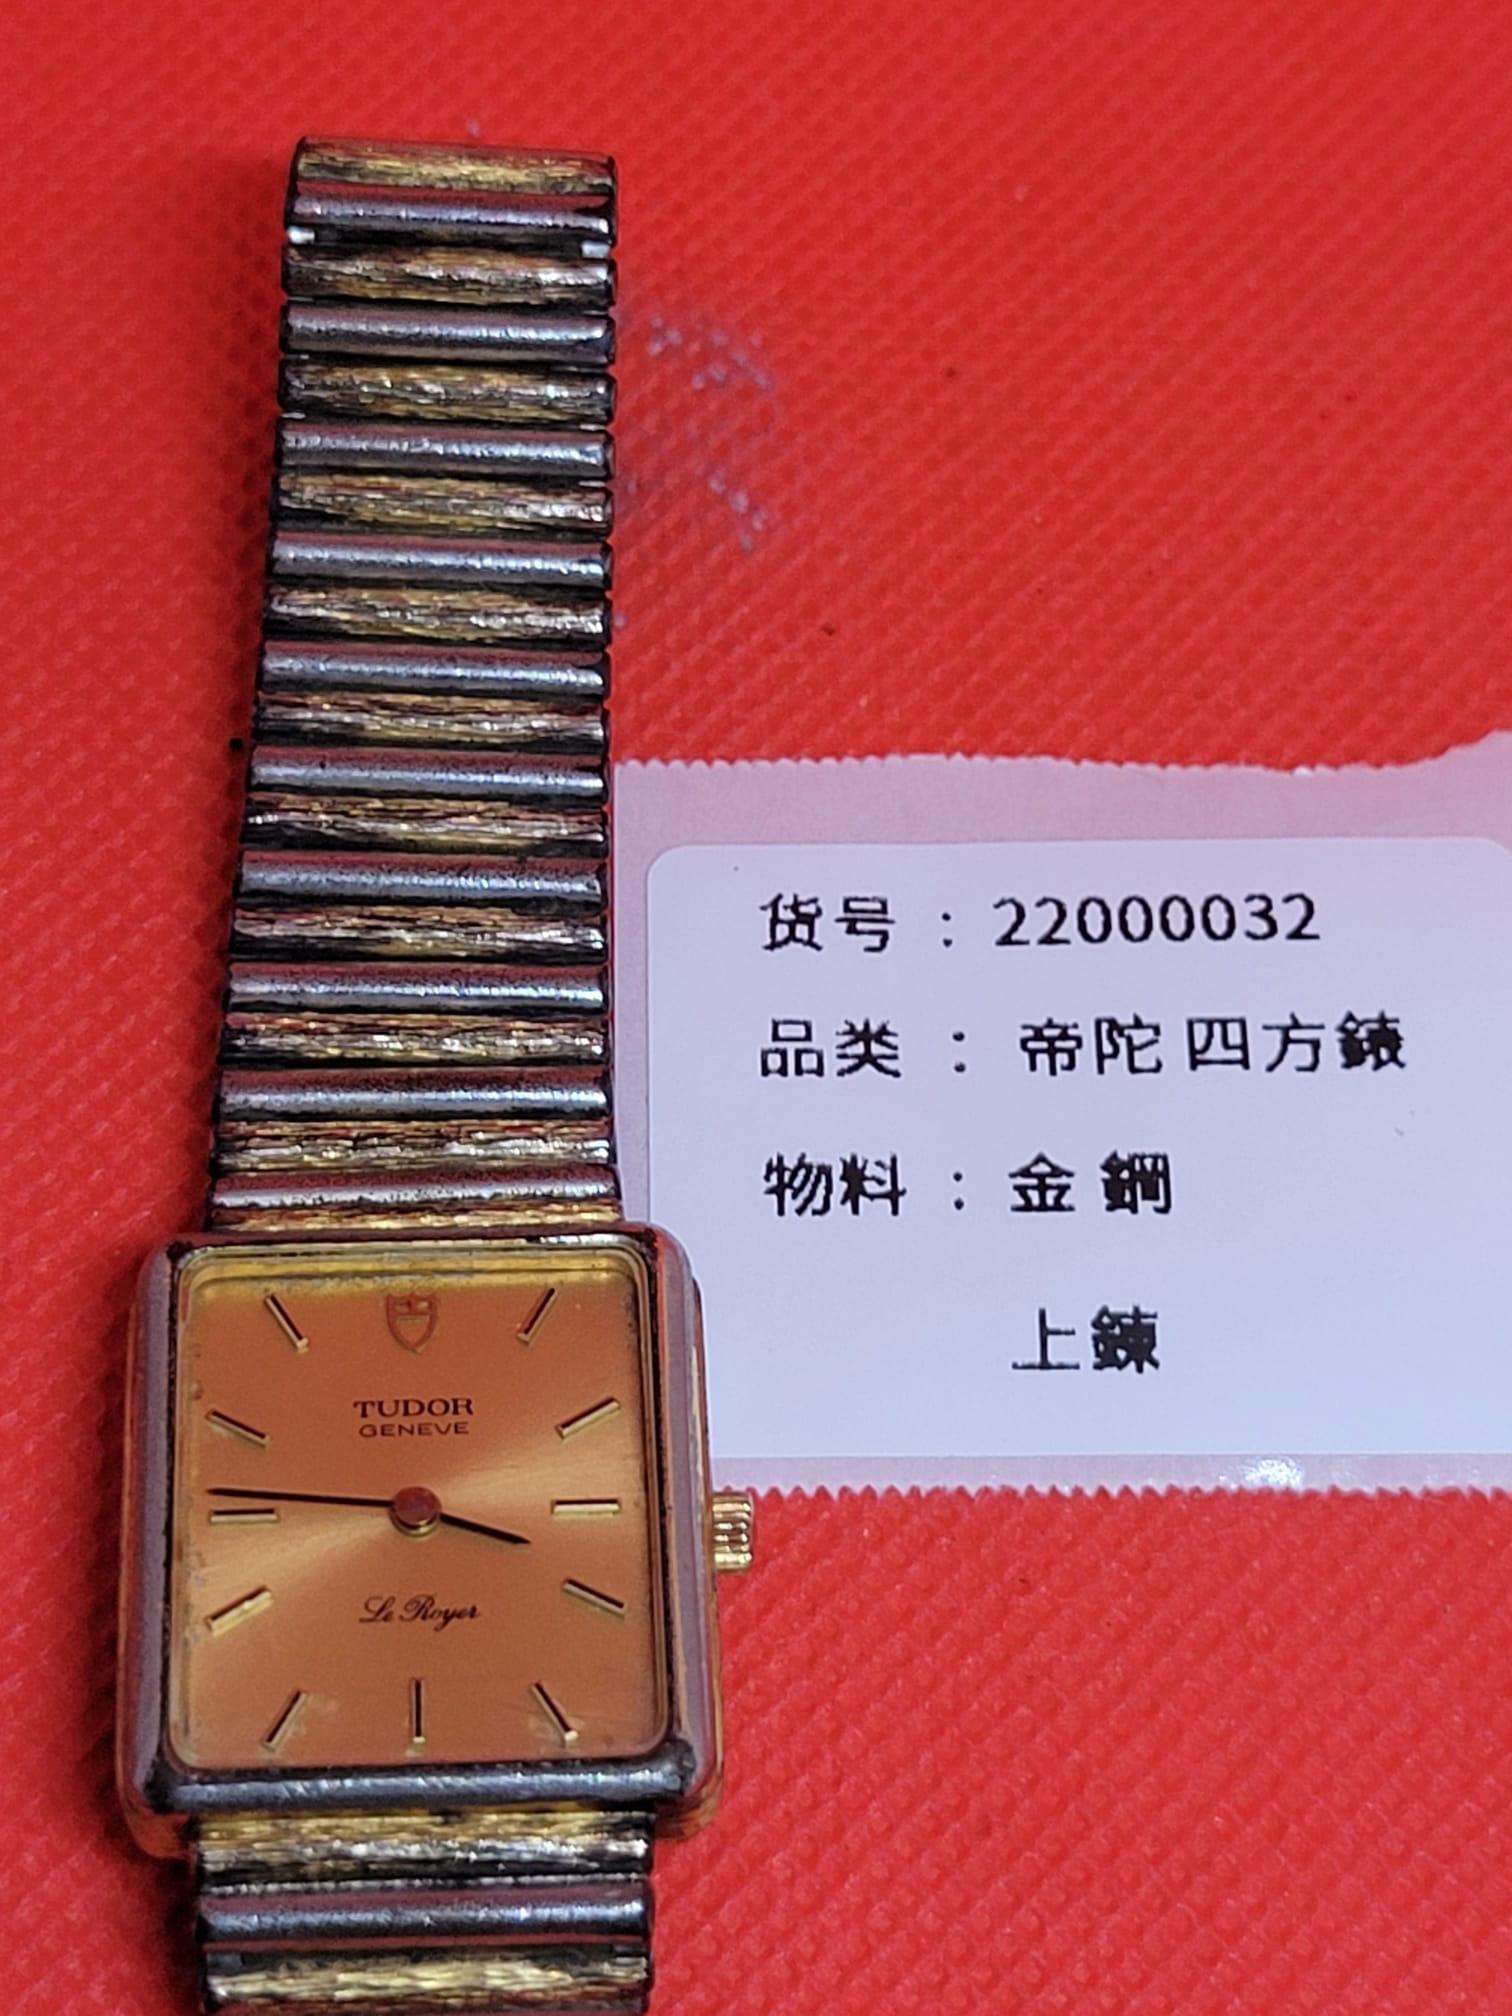 货号 : 22000032
品类 : 帝陀 四方錶
物料 : 金 鋼
上鍊
TUDOR
GENEVE
Le Royer